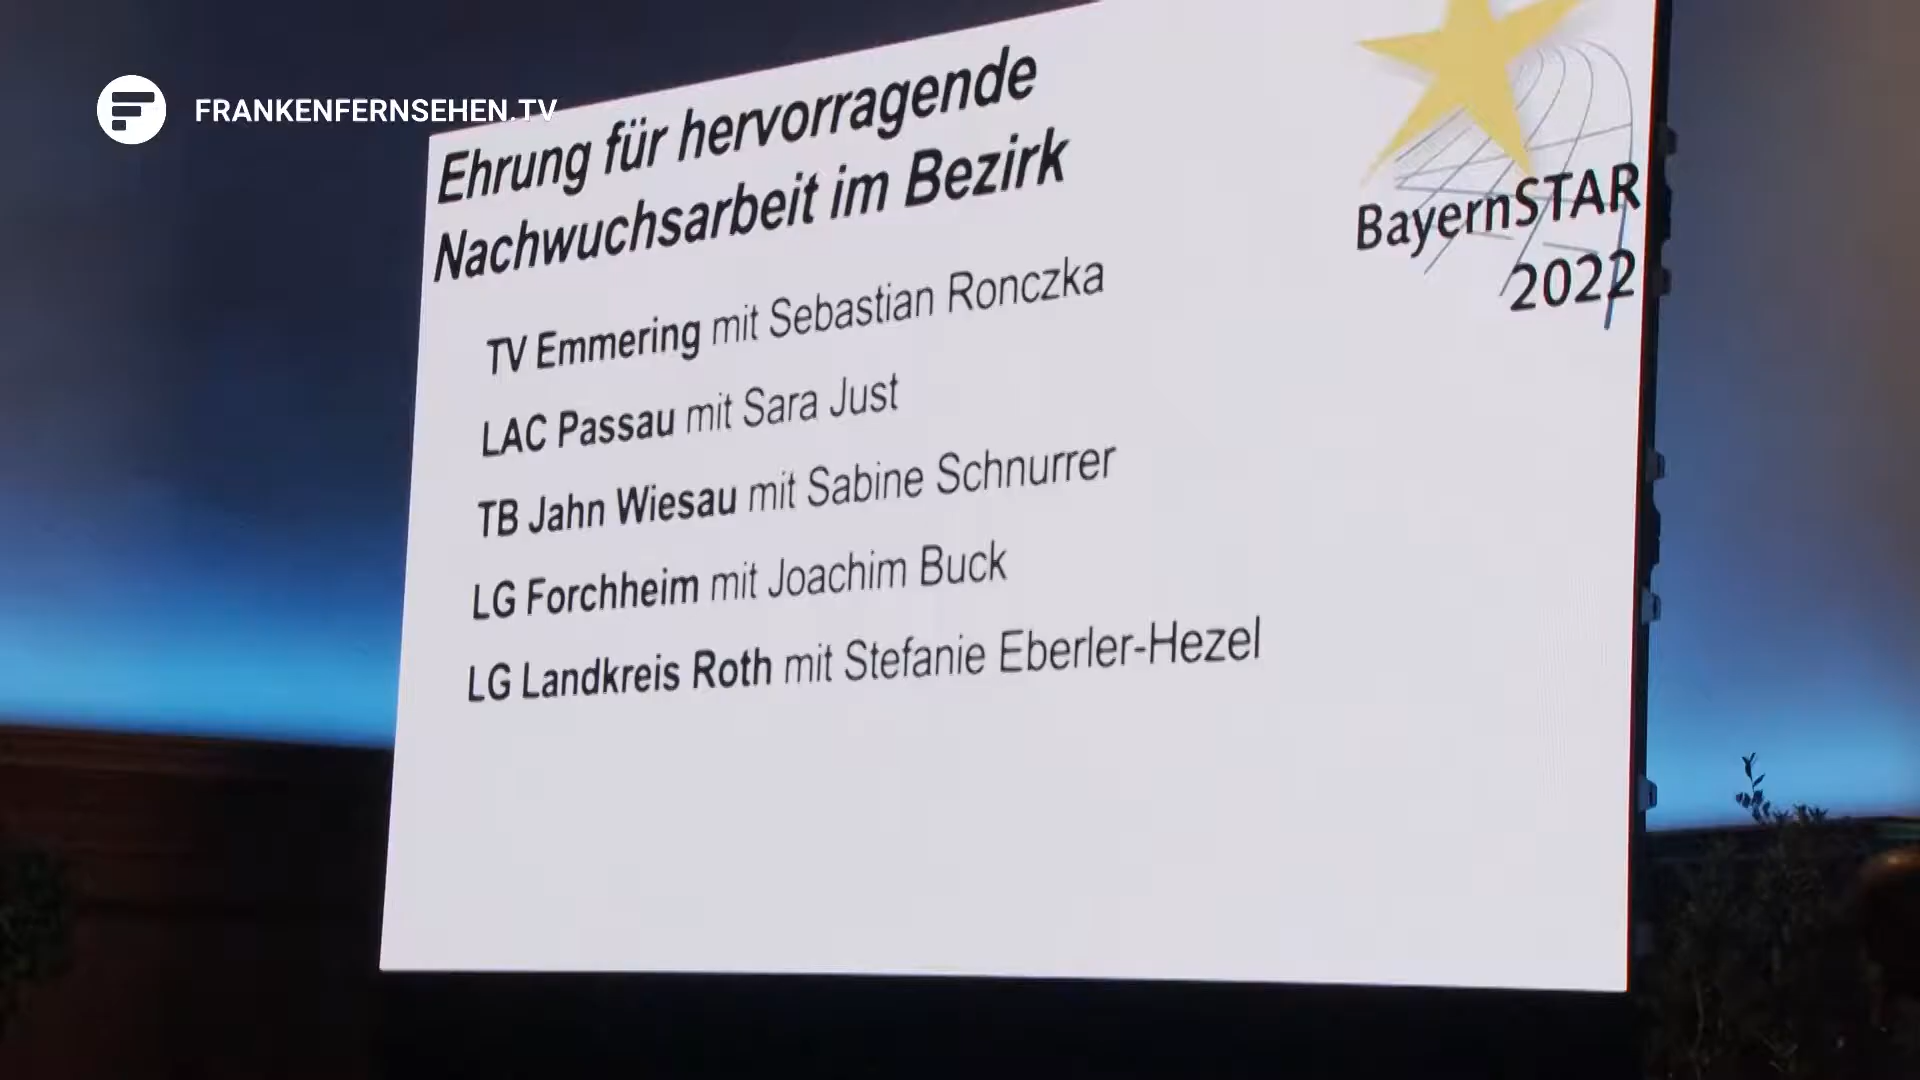 FRANKENFERNSEHEN.TV
Ehrung für hervorragende
Nachwuchsarbeit im Bezirk
TV Emmering mit Sebastian Ronczka
LAC Passau mit Sara Just
TB Jahn Wiesau mit Sabine Schnurrer
LG Forchheim mit Joachim Buck
LG Landkreis Roth mit Stefanie Eberler-Hezel
BayernSTAR
2022